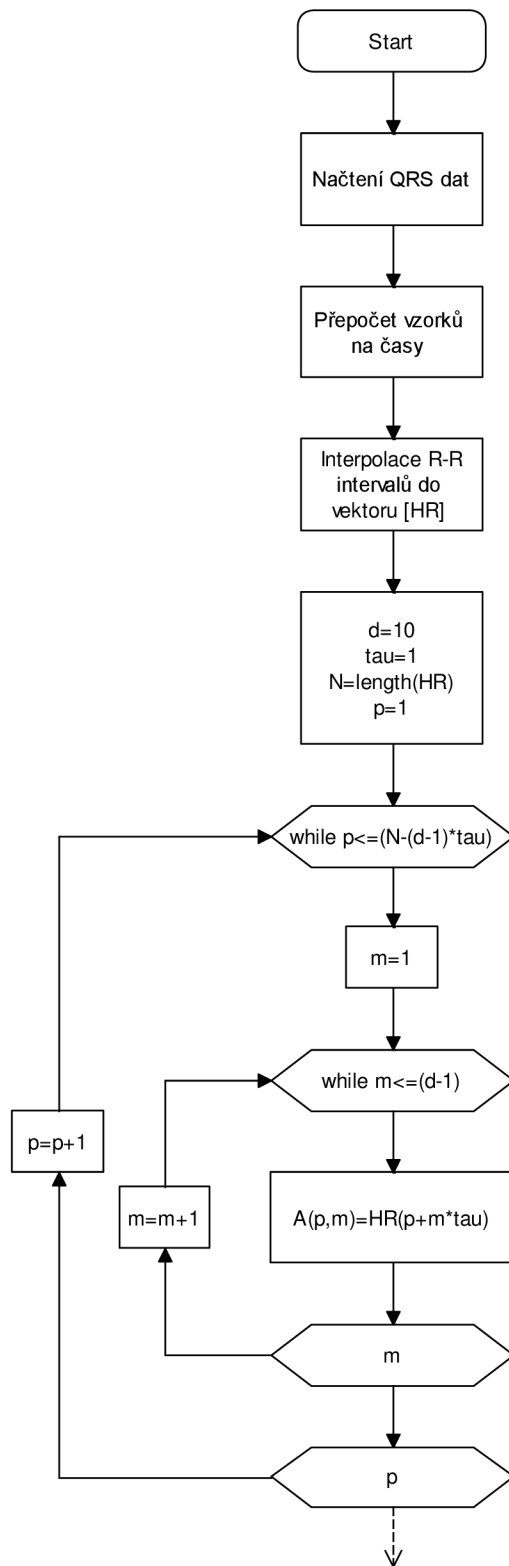 Start
Načtení QRS dat
Přepočet vzorků
na časy
Interpolace R-R
intervalů do
vektoru [HR]
d=10
tau=1
N=length(HR)
p=1
while p<=(N-(d-1)*tau)
m=1
while m<=(d-1)
p=p+1
m=m+1
A(p,m)=HR(p+m*tau)
m
p